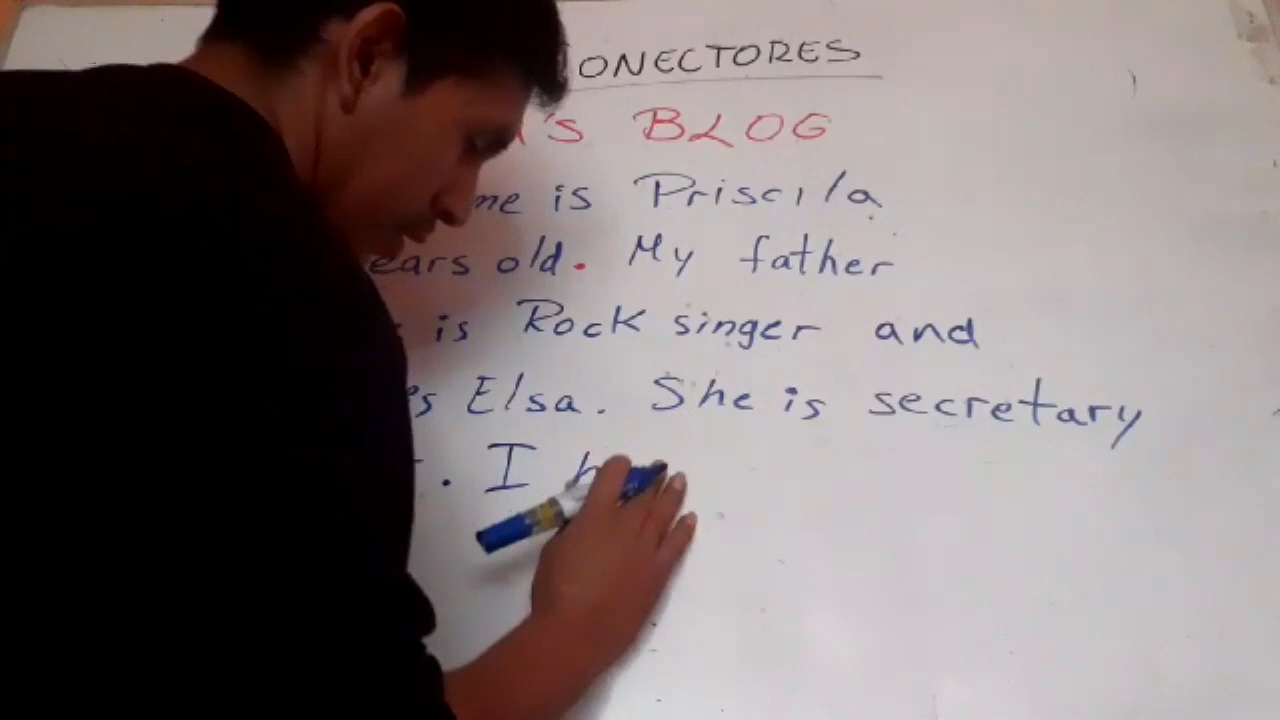 ONECTORES
'S BLOG
me is Priscila
ears old. My father
is Rock singer and
s Elsa. She is secretary
. I h